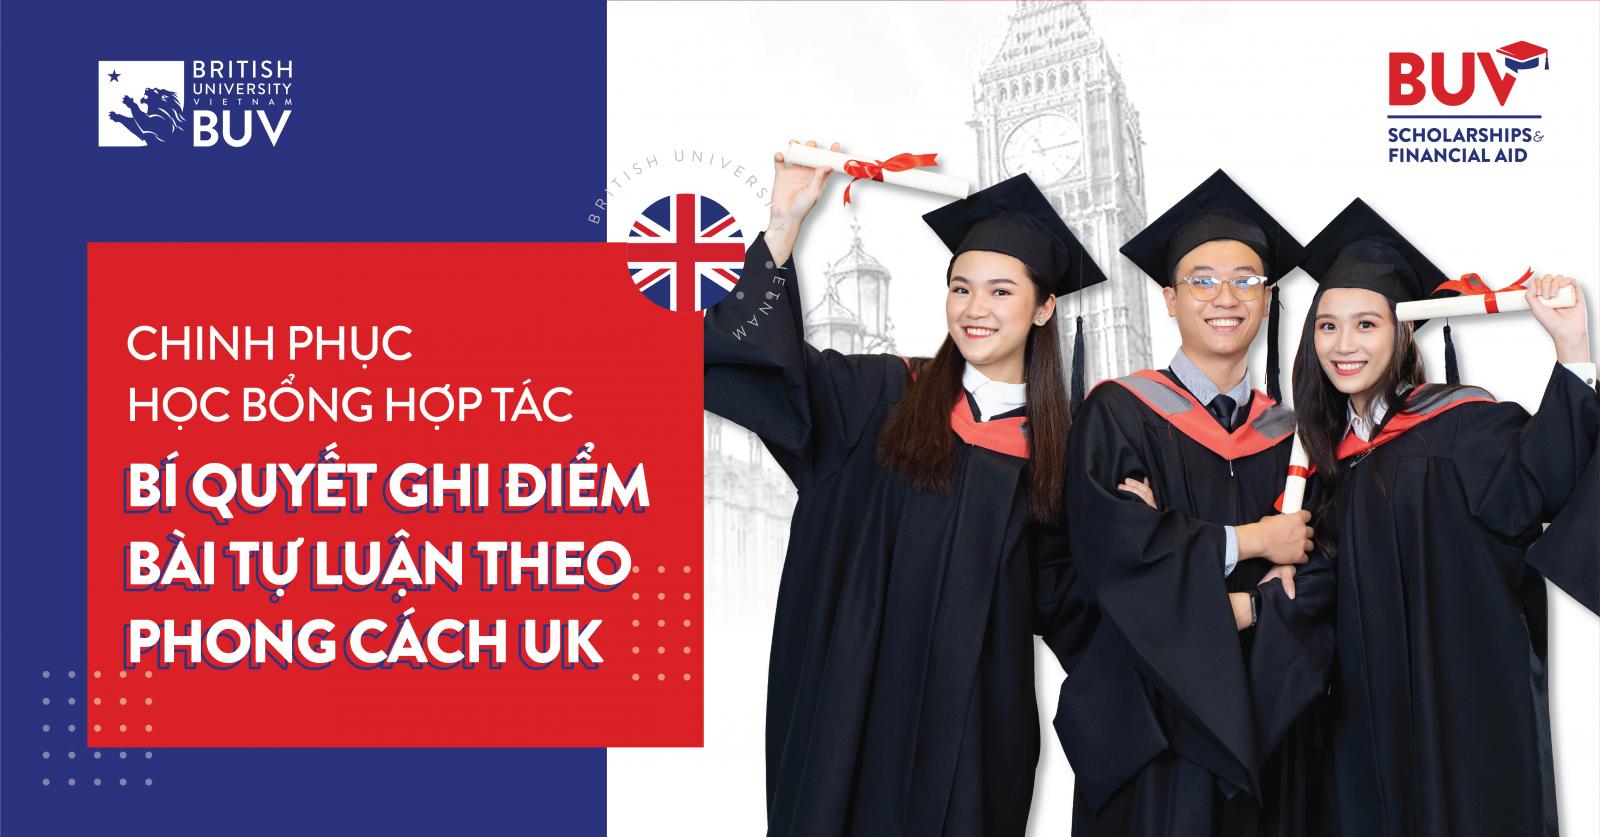 BRITISH
UNIVERSITY
VIETNAM
BUV
BUV
SCHOLARSHIPS&
FINANCIAL AID
BRITISH UNIVERSITY VIETNAM
CHINH PHỤC
HỌC BỔNG HỢP TÁC
BÍ QUYẾT GHI ĐIỂM
BÀI TỰ LUẬN THEO
PHONG CÁCH UK